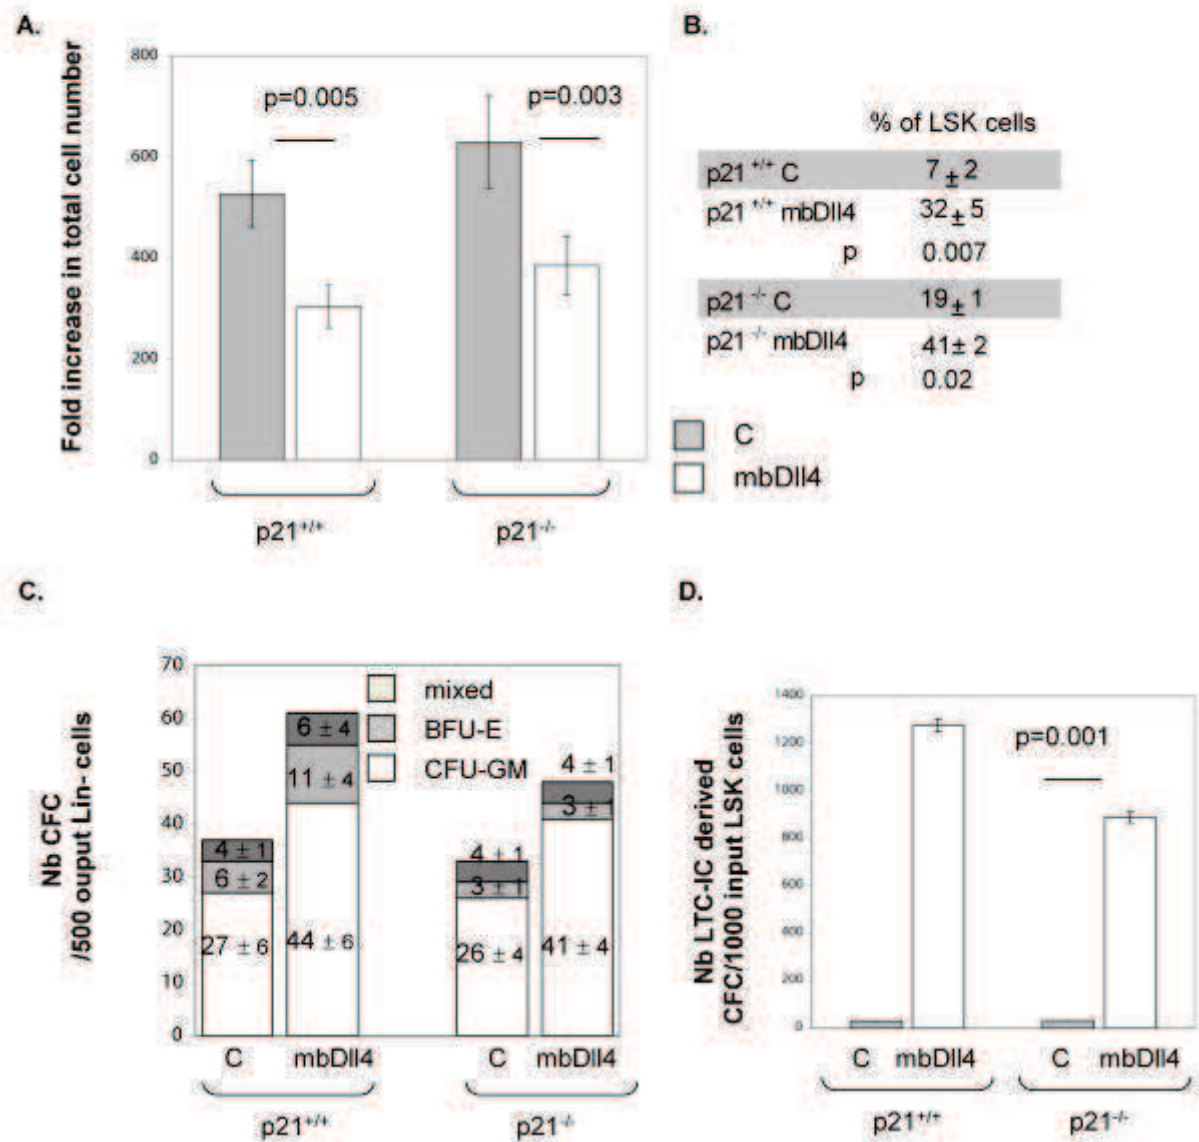 A.
Fold increase in total cell number
800
600
400
200
0
p=0.005
p=0.003
p21+/+
p21-/-
B.
% of LSK cells
p21 +/+ C 7 ± 2
p21 +/+ mbDll4 32 ± 5
p 0.007
p21 -/- C 19 ± 1
p21 -/- mbDll4 41± 2
p 0.02
C
mbDll4
C.
Nb CFC
/500 ouput Lin- cells
70
60
50
40
30
20
10
0
mixed
BFU-E
CFU-GM
4 ± 1
6 ± 2
27 ± 6
6 ± 4
11 ± 4
44 ± 6
4 ± 1
3 ± 1
26 ± 4
4 ± 1
3 ± 1
41 ± 4
C mbDll4 C mbDll4
p21+/+ p21-/-
D.
Nb LTC-IC derived
CFC/1000 input LSK cells
1400
1200
1000
800
600
400
200
0
p=0.001
C mbDll4 C mbDll4
p21+/+ p21-/-